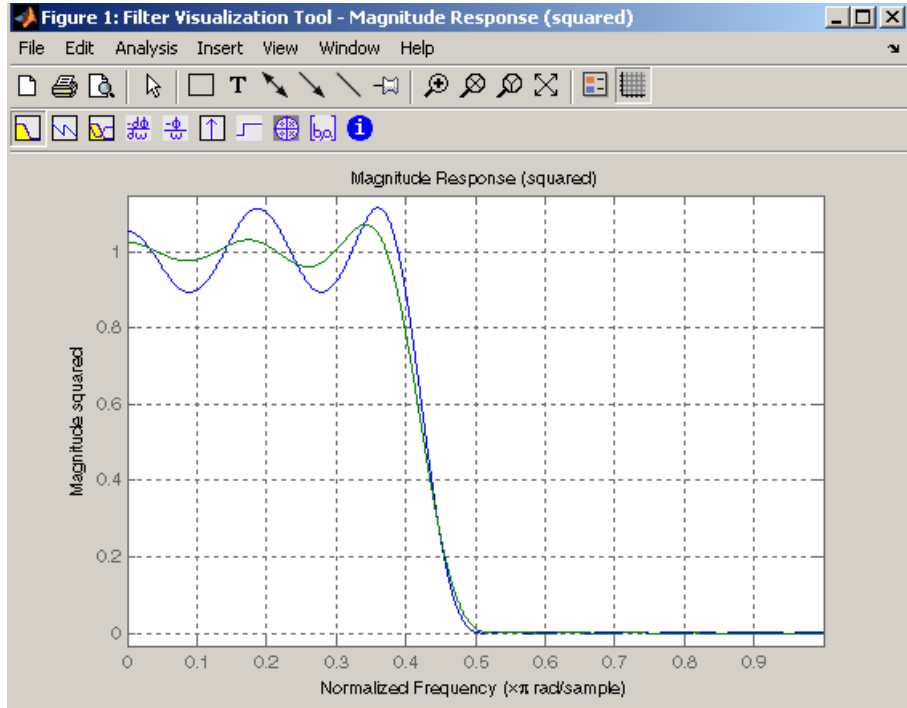 Figure 1: Filter Visualization Tool - Magnitude Response (squared)
File Edit Analysis Insert View Window Help
T
[b,a] i
Magnitude Response (squared)
1
0.8
0.6
0.4
0.2
0
Magnitude squared
0 0.1 0.2 0.3 0.4 0.5 0.6 0.7 0.8 0.9
Normalized Frequency (×π rad/sample)